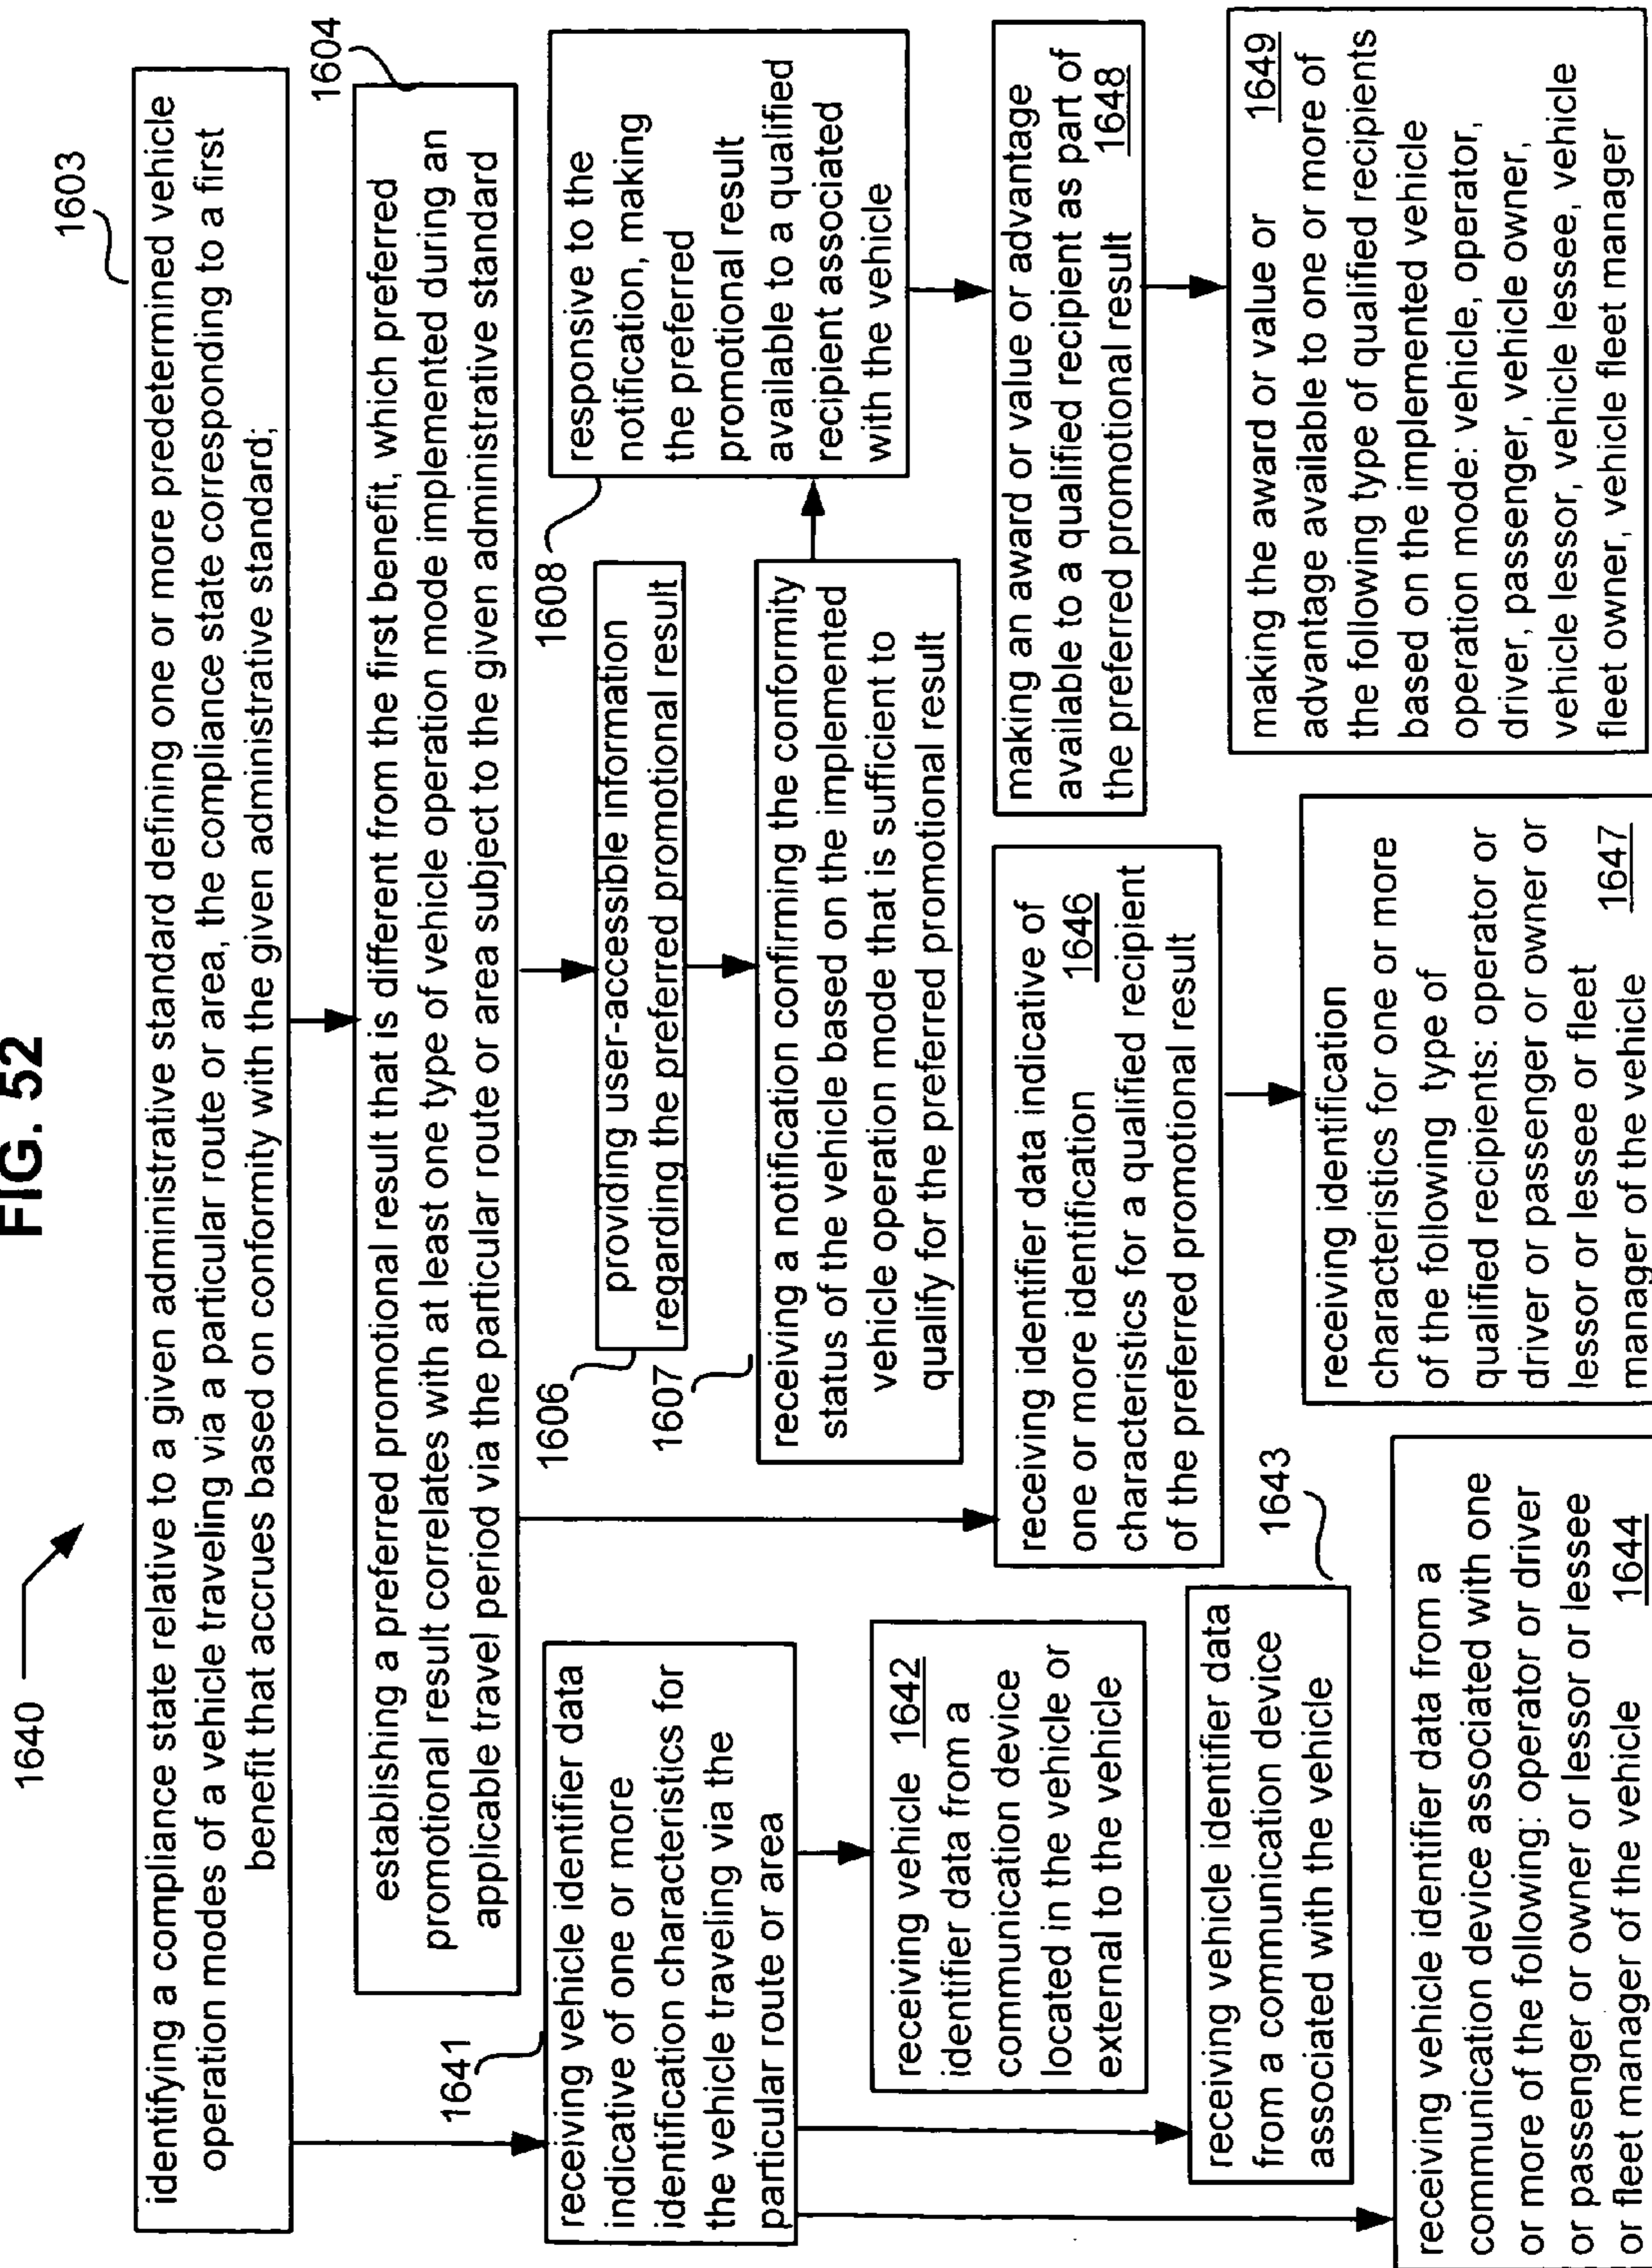 FIG. 52
1640
1603
identifying a compliance state relative to a given administrative standard defining one or more predetermined vehicle
operation modes of a vehicle traveling via a particular route or area, the compliance state corresponding to a first
benefit that accrues based on conformity with the given administrative standard;
1604
establishing a preferred promotional result that is different from the first benefit, which preferred
promotional result correlates with at least one type of vehicle operation mode implemented during an
applicable travel period via the particular route or area subject to the given administrative standard
1641
receiving vehicle identifier data
indicative of one or more
identification characteristics for
the vehicle traveling via the
particular route or area
1606
providing user-accessible information
regarding the preferred promotional result
1607
receiving a notification confirming the conformity
status of the vehicle based on the implemented
vehicle operation mode that is sufficient to
qualify for the preferred promotional result
1608
responsive to the
notification, making
the preferred
promotional result
available to a qualified
recipient associated
with the vehicle
receiving vehicle 1642
identifier data from a
communication device
located in the vehicle or
external to the vehicle
1643
receiving vehicle identifier data
from a communication device
associated with the vehicle
receiving vehicle identifier data from a
communication device associated with one
or more of the following: operator or driver
or passenger or owner or lessor or lessee
or fleet manager of the vehicle 1644
receiving identifier data indicative of
one or more identification 1646
characteristics for a qualified recipient
of the preferred promotional result
receiving identification
characteristics for one or more
of the following type of
qualified recipients: operator or
driver or passenger or owner or
lessor or lessee or fleet 1647
manager of the vehicle
making an award or value or advantage
available to a qualified recipient as part of
the preferred promotional result 1648
making the award or value or 1649
advantage available to one or more of
the following type of qualified recipients
based on the implemented vehicle
operation mode: vehicle, operator,
driver, passenger, vehicle owner,
vehicle lessor, vehicle lessee, vehicle
fleet owner, vehicle fleet manager